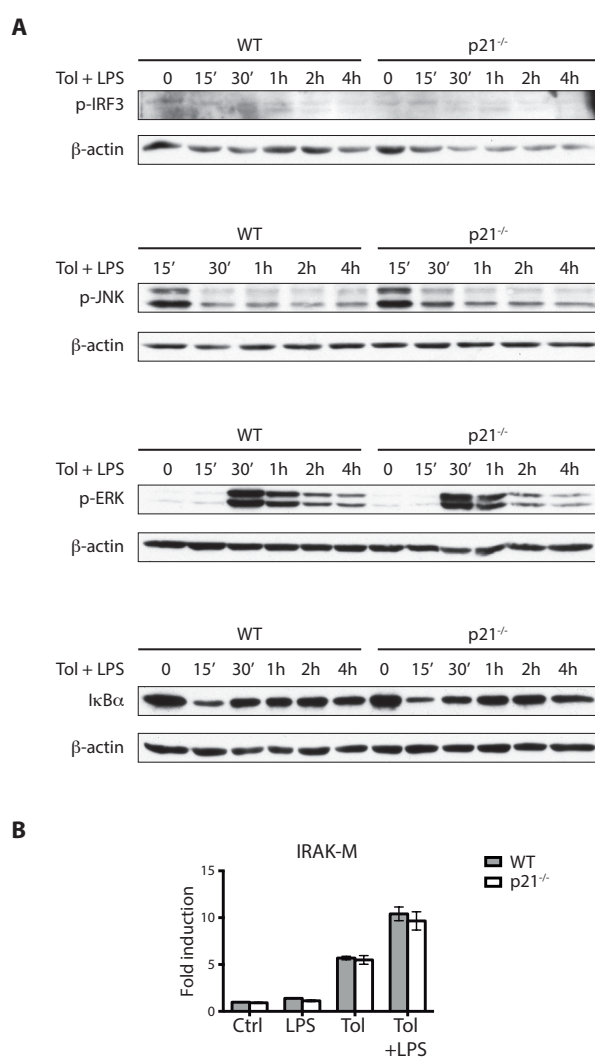 A
WT p21-/-
Tol + LPS 0 15′ 30′ 1h 2h 4h 0 15′ 30′ 1h 2h 4h
p-IRF3
β-actin
WT p21-/-
Tol + LPS 15′ 30′ 1h 2h 4h 15′ 30′ 1h 2h 4h
p-JNK
β-actin
WT p21-/-
Tol + LPS 0 15′ 30′ 1h 2h 4h 0 15′ 30′ 1h 2h 4h
p-ERK
β-actin
WT p21-/-
Tol + LPS 0 15′ 30′ 1h 2h 4h 0 15′ 30′ 1h 2h 4h
IκBα
β-actin
B
IRAK-M
WT
p21-/-
Fold induction
15
10
5
0
Ctrl LPS Tol Tol
+LPS